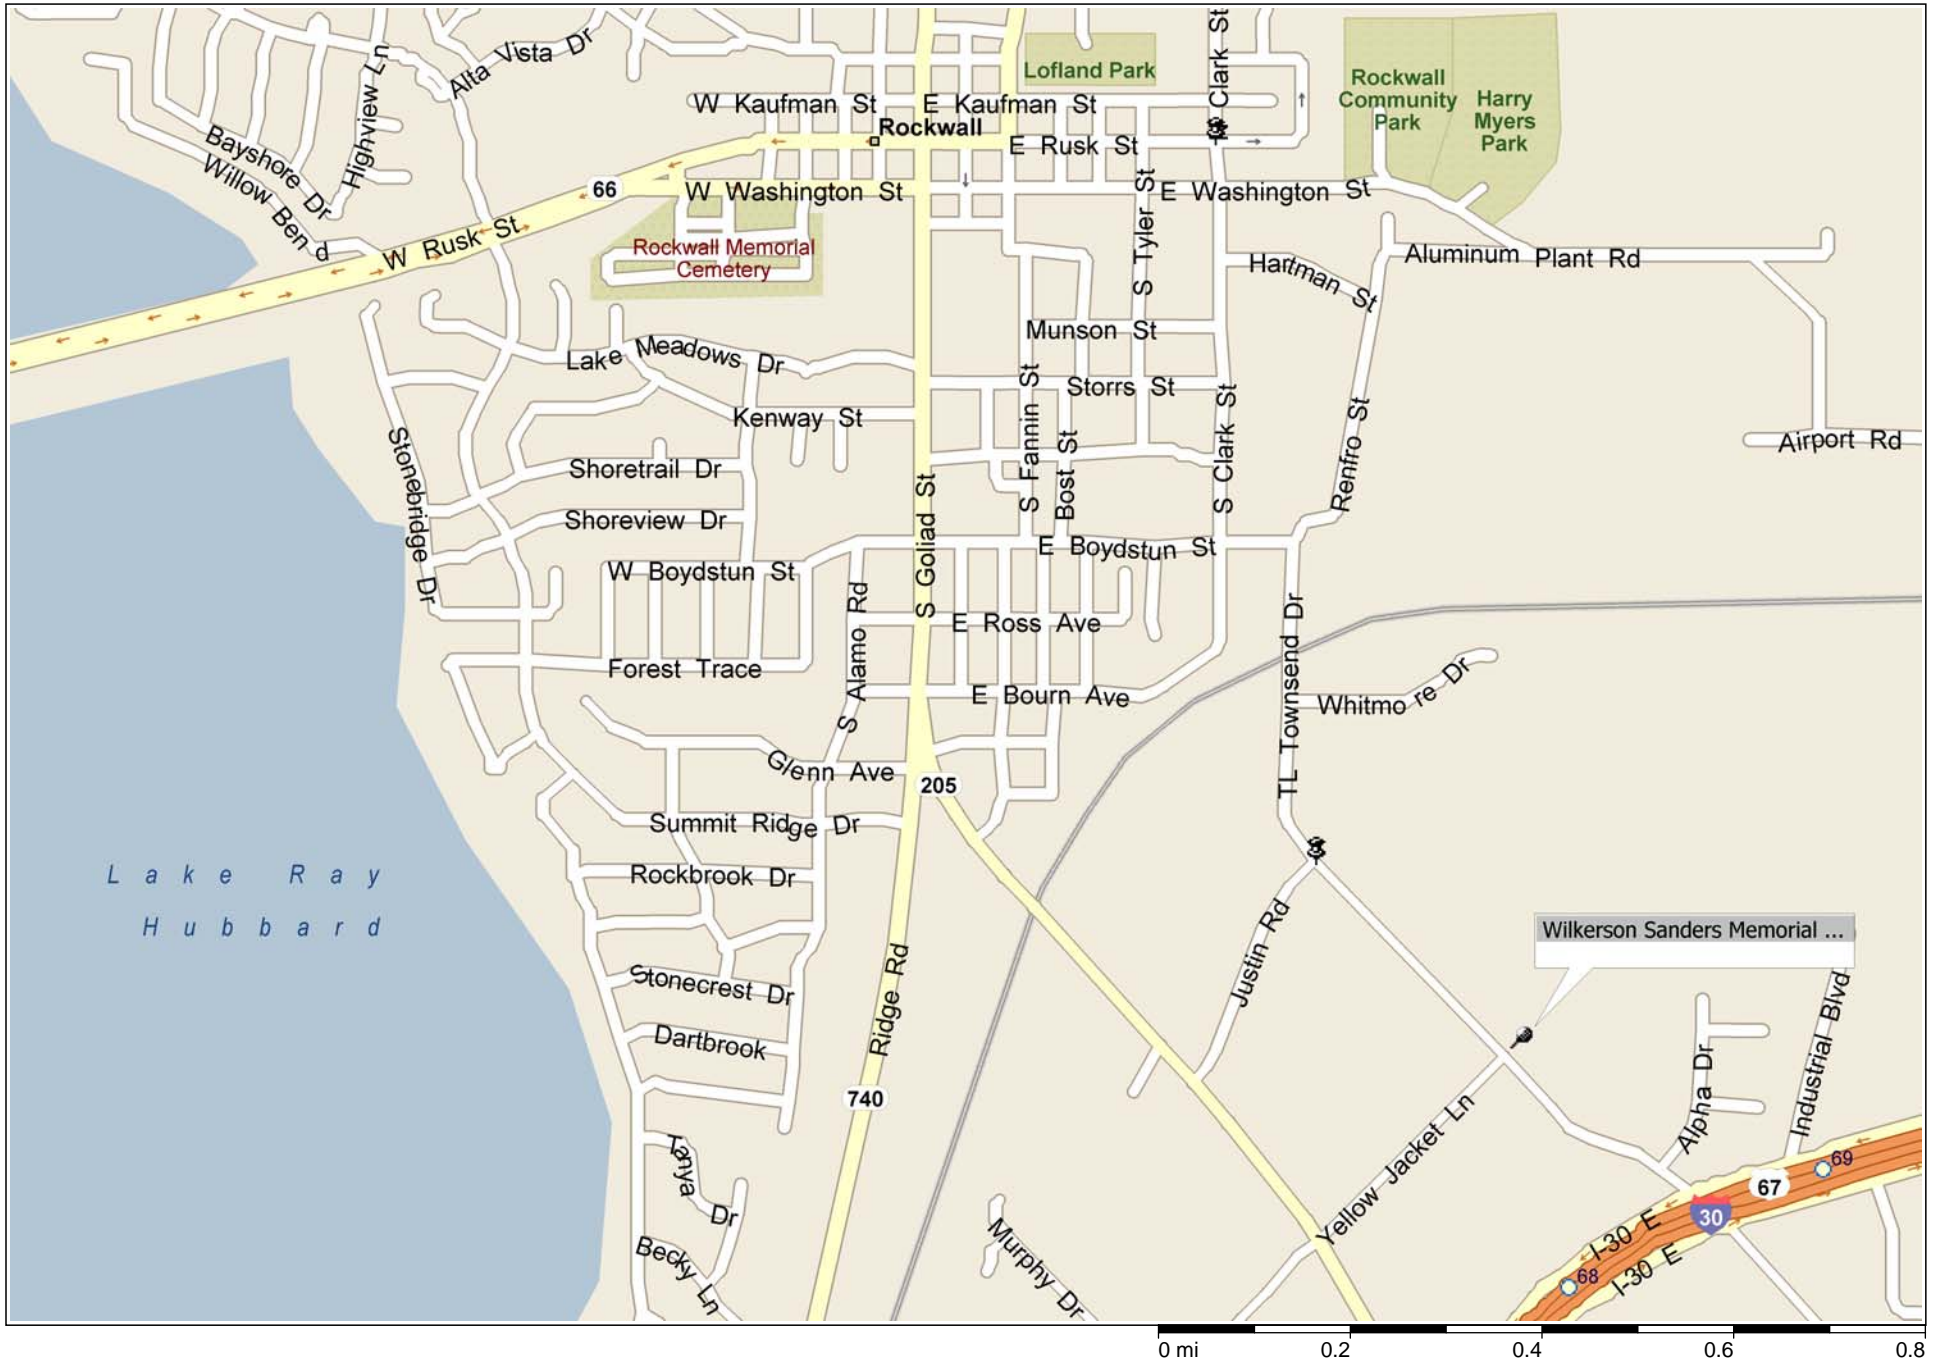 Alta Vista Dr
Highview Ln
Bayshore Dr
Willow Ben d
W Kaufman St
E Kaufman St
Rockwall
Lofland Park
N Clark St
Rockwall
Community
Park
Harry
Myers
Park
E Rusk St
66
W Washington St
E Washington St
W Rusk St
Rockwall Memorial
Cemetery
S Tyler St
Hartman St
Aluminum Plant Rd
Munson St
Lake Meadows Dr
Storrs St
Kenway St
S Fannin St
Bost St
S Clark St
Renfro St
Airport Rd
Stonebridge Dr
Shoretrail Dr
Shoreview Dr
S Goliad St
E Boydstun St
W Boydstun St
S Alamo Rd
E Ross Ave
TL Townsend Dr
Forest Trace
E Bourn Ave
Whitmo re Dr
Glenn Ave
205
Summit Ridge Dr
Rockbrook Dr
Lake Ray
Hubbard
Justin Rd
Wilkerson Sanders Memorial ...
Stonecrest Dr
Ridge Rd
Dartbrook
Industrial Blvd
Alpha Dr
740
Yellow Jacket Ln
Tanya Dr
Becky Ln
Murphy Dr
69
67
30
I-30 E
I-30 E
68
0 mi 0.2 0.4 0.6 0.8